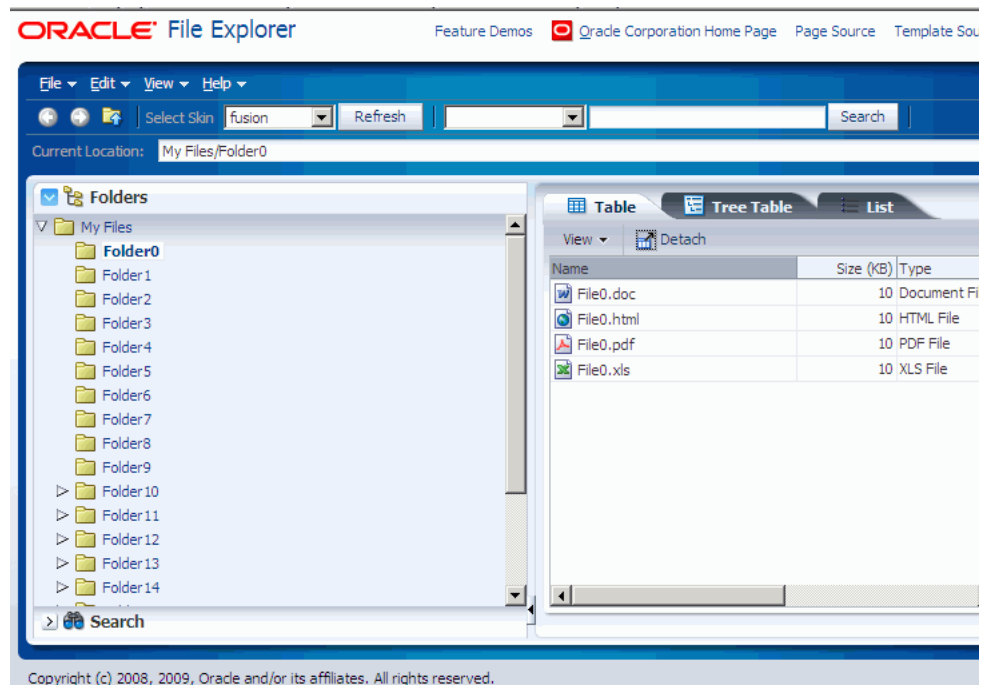 ORACLE File Explorer Feature Demos Oracle Corporation Home Page Page Source Template Sou
File Edit View Help
Select Skin fusion Refresh Search
Current Location: My Files/Folder0
Folders
My Files
Folder0
Folder1
Folder2
Folder3
Folder4
Folder5
Folder6
Folder7
Folder8
Folder9
Folder10
Folder11
Folder12
Folder13
Folder14
Search
Table Tree Table List
View Detach
Name Size (KB) Type
File0.doc 10 Document Fi
File0.html 10 HTML File
File0.pdf 10 PDF File
File0.xls 10 XLS File
Copyright (c) 2008, 2009, Oracle and/or its affiliates. All rights reserved.